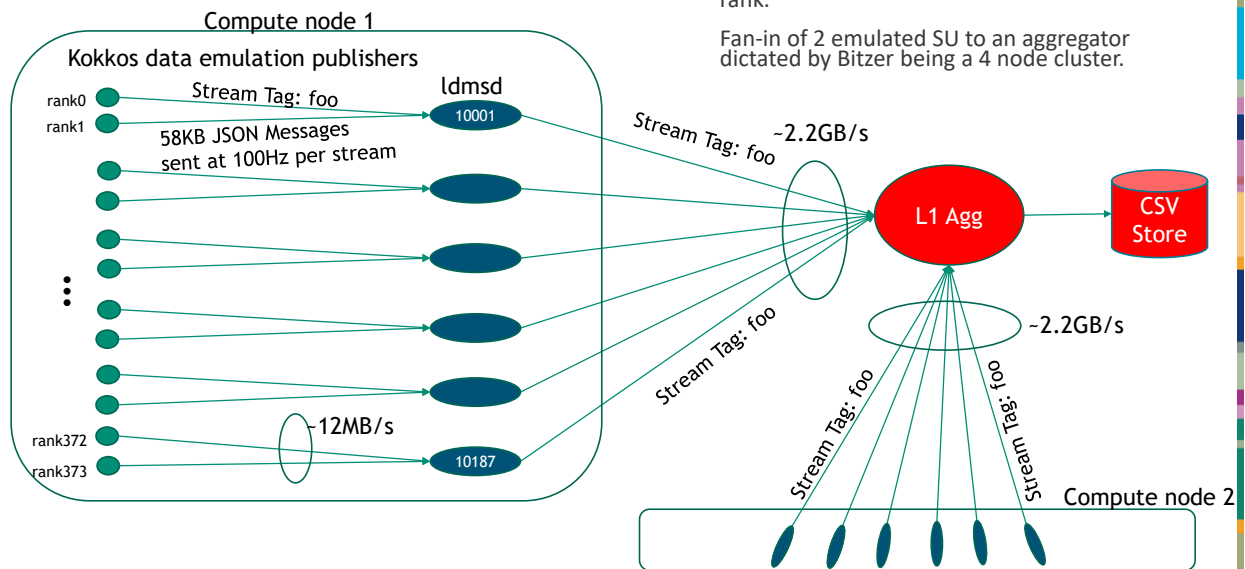 rank.
Fan-in of 2 emulated SU to an aggregator
dictated by Bitzer being a 4 node cluster.
Compute node 1
Kokkos data emulation publishers
rank0
rank1
Stream Tag: foo
58KB JSON Messages
sent at 100Hz per stream
ldmsd
10001
Stream Tag: foo
~2.2GB/s
L1 Agg
CSV
Store
...
Stream Tag: foo
~2.2GB/s
~12MB/s
rank372
rank373
10187
Stream Tag: foo
Stream Tag: foo
Compute node 2